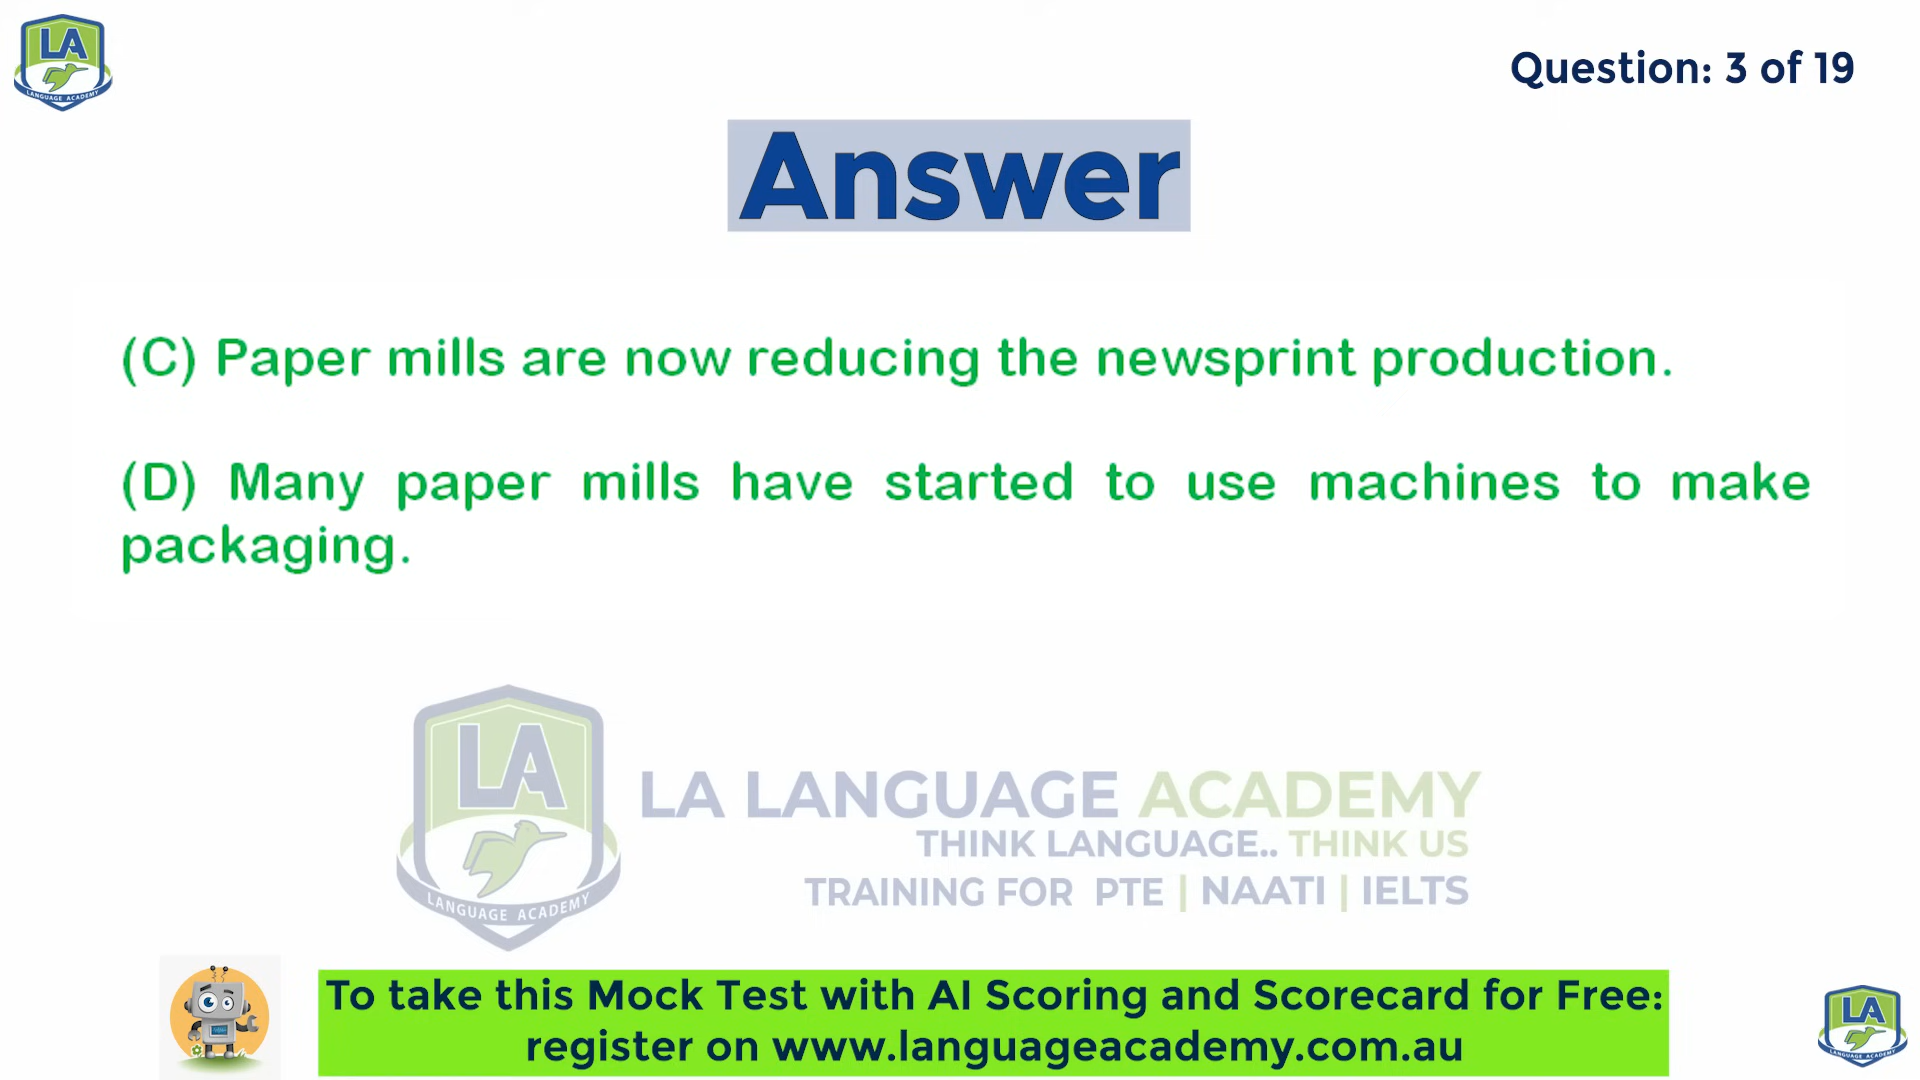 LA
LANGUAGE ACADEMY
Question: 3 of 19
Answer
(C) Paper mills are now reducing the newsprint production.
(D) Many paper mills have started to use machines to make
packaging.
LA
LANGUAGE ACADEMY
LA LANGUAGE ACADEMY
THINK LANGUAGE.. THINK US
TRAINING FOR PTE | NAATI | IELTS
To take this Mock Test with AI Scoring and Scorecard for Free:
register on www.languageacademy.com.au
LA
LANGUAGE ACADEMY